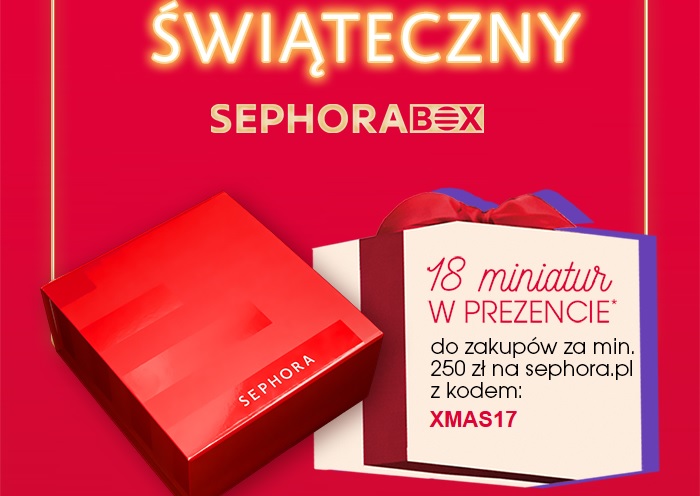 ŚWIĄTECZNY
SEPHORABOX
18 miniatur
W PREZENCIE*
do zakupów za min.
250 zł na sephora.pl
z kodem:
XMAS17
SEPHORA